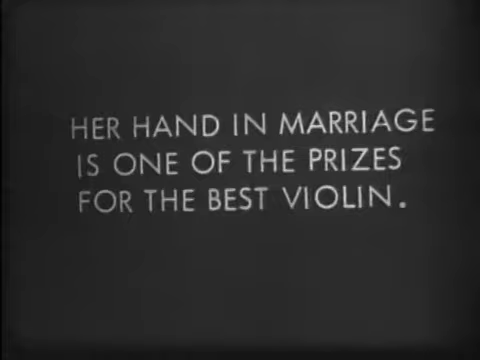 HER HAND IN MARRIAGE
IS ONE OF THE PRIZES
FOR THE BEST VIOLIN.